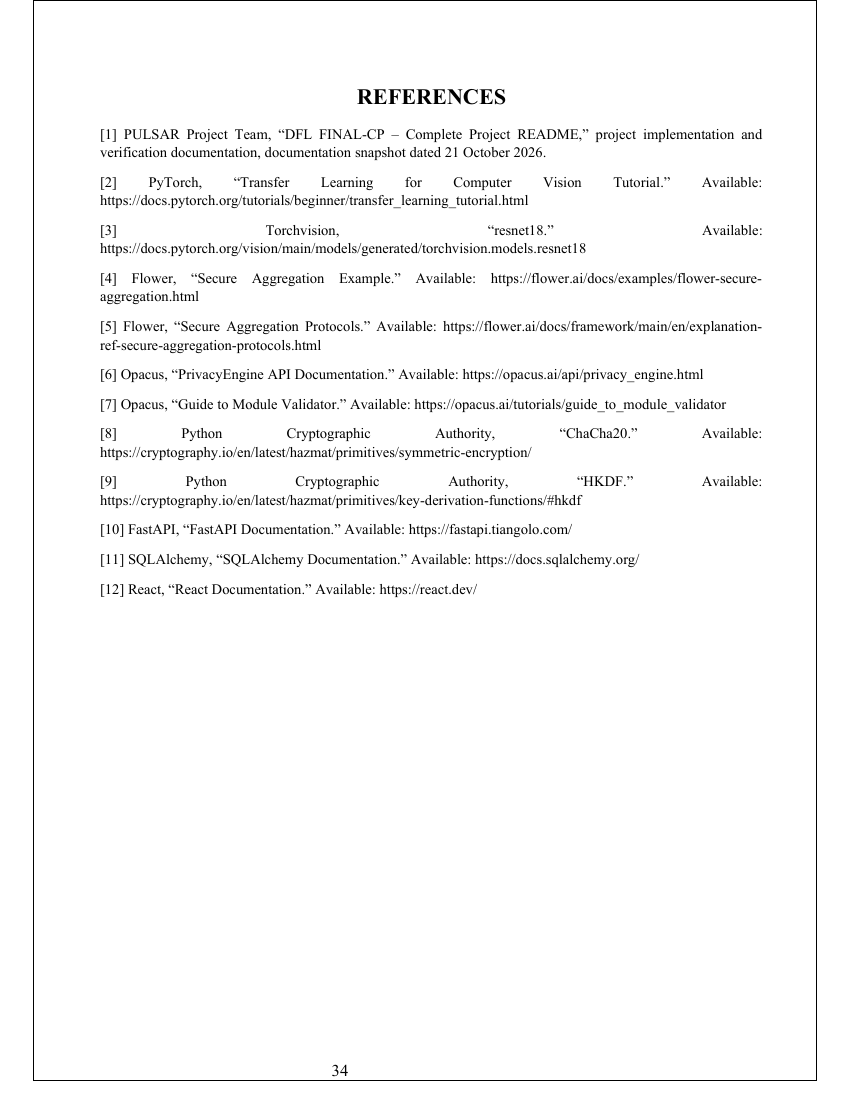 REFERENCES
[1] PULSAR Project Team, “DFL FINAL-CP – Complete Project README,” project implementation and
verification documentation, documentation snapshot dated 21 October 2026.
[2] PyTorch, “Transfer Learning for Computer Vision Tutorial.” Available:
https://docs.pytorch.org/tutorials/beginner/transfer_learning_tutorial.html
[3] Torchvision, “resnet18.” Available:
https://docs.pytorch.org/vision/main/models/generated/torchvision.models.resnet18
[4] Flower, “Secure Aggregation Example.” Available: https://flower.ai/docs/examples/flower-secure-
aggregation.html
[5] Flower, “Secure Aggregation Protocols.” Available: https://flower.ai/docs/framework/main/en/explanation-
ref-secure-aggregation-protocols.html
[6] Opacus, “PrivacyEngine API Documentation.” Available: https://opacus.ai/api/privacy_engine.html
[7] Opacus, “Guide to Module Validator.” Available: https://opacus.ai/tutorials/guide_to_module_validator
[8] Python Cryptographic Authority, “ChaCha20.” Available:
https://cryptography.io/en/latest/hazmat/primitives/symmetric-encryption/
[9] Python Cryptographic Authority, “HKDF.” Available:
https://cryptography.io/en/latest/hazmat/primitives/key-derivation-functions/#hkdf
[10] FastAPI, “FastAPI Documentation.” Available: https://fastapi.tiangolo.com/
[11] SQLAlchemy, “SQLAlchemy Documentation.” Available: https://docs.sqlalchemy.org/
[12] React, “React Documentation.” Available: https://react.dev/
34